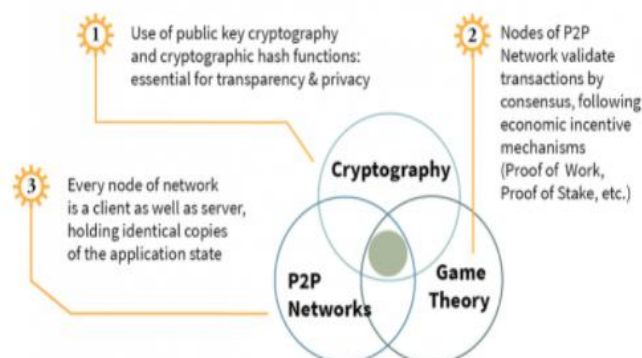 1
Use of public key cryptography
and cryptographic hash functions:
essential for transparency & privacy
2
Nodes of P2P
Network validate
transactions by
consensus, following
economic incentive
mechanisms
(Proof of Work,
Proof of Stake, etc.)
3
Every node of network
is a client as well as server,
holding identical copies
of the application state
Cryptography
P2P
Networks
Game
Theory